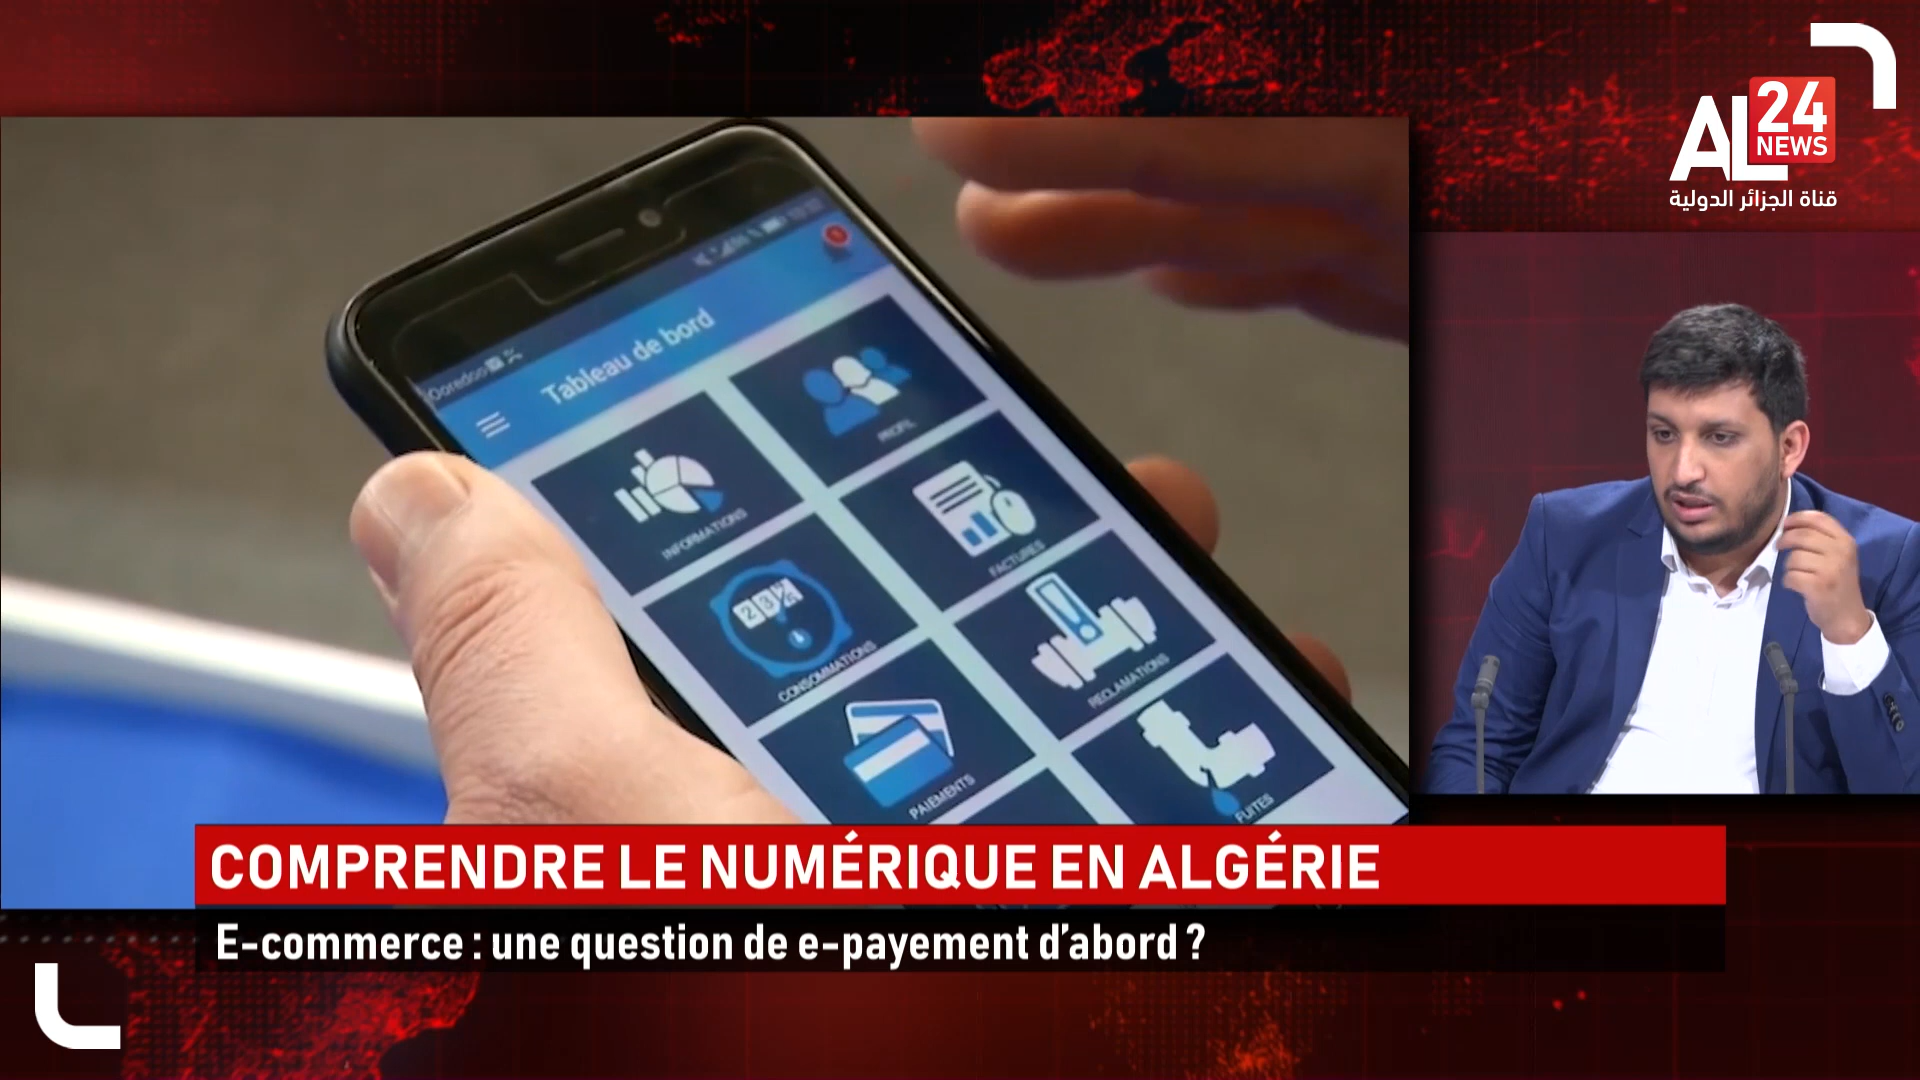 AL
24
NEWS
قناة الجزائر الدولية
Ooredoo
Tableau de bord
PROFIL
INFORMATIONS
FACTURES
CONSOMMATIONS
RÉCLAMATIONS
PAIEMENTS
FUITES
COMPRENDRE LE NUMÉRIQUE EN ALGÉRIE
E-commerce : une question de e-payement d’abord ?